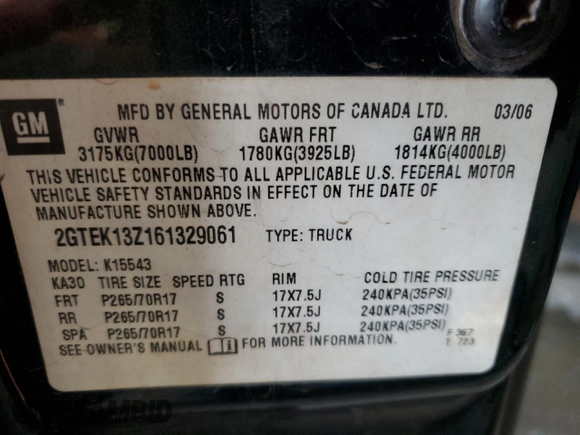 GM
MFD BY GENERAL MOTORS OF CANADA LTD. 03/06
GVWR GAWR FRT GAWR RR
3175KG(7000LB) 1780KG(3925LB) 1814KG(4000LB)
THIS VEHICLE CONFORMS TO ALL APPLICABLE U.S. FEDERAL MOTOR
VEHICLE SAFETY STANDARDS IN EFFECT ON THE DATE OF
MANUFACTURE SHOWN ABOVE.
2GTEK13Z161329061 TYPE: TRUCK
MODEL: K15543
KA30 TIRE SIZE SPEED RTG RIM COLD TIRE PRESSURE
FRT P265/70R17 S 17X7.5J 240KPA(35PSI)
RR P265/70R17 S 17X7.5J 240KPA(35PSI)
SPA P265/70R17 S 17X7.5J 240KPA(35PSI)
SEE OWNER'S MANUAL FOR MORE INFORMATION. 
367
723